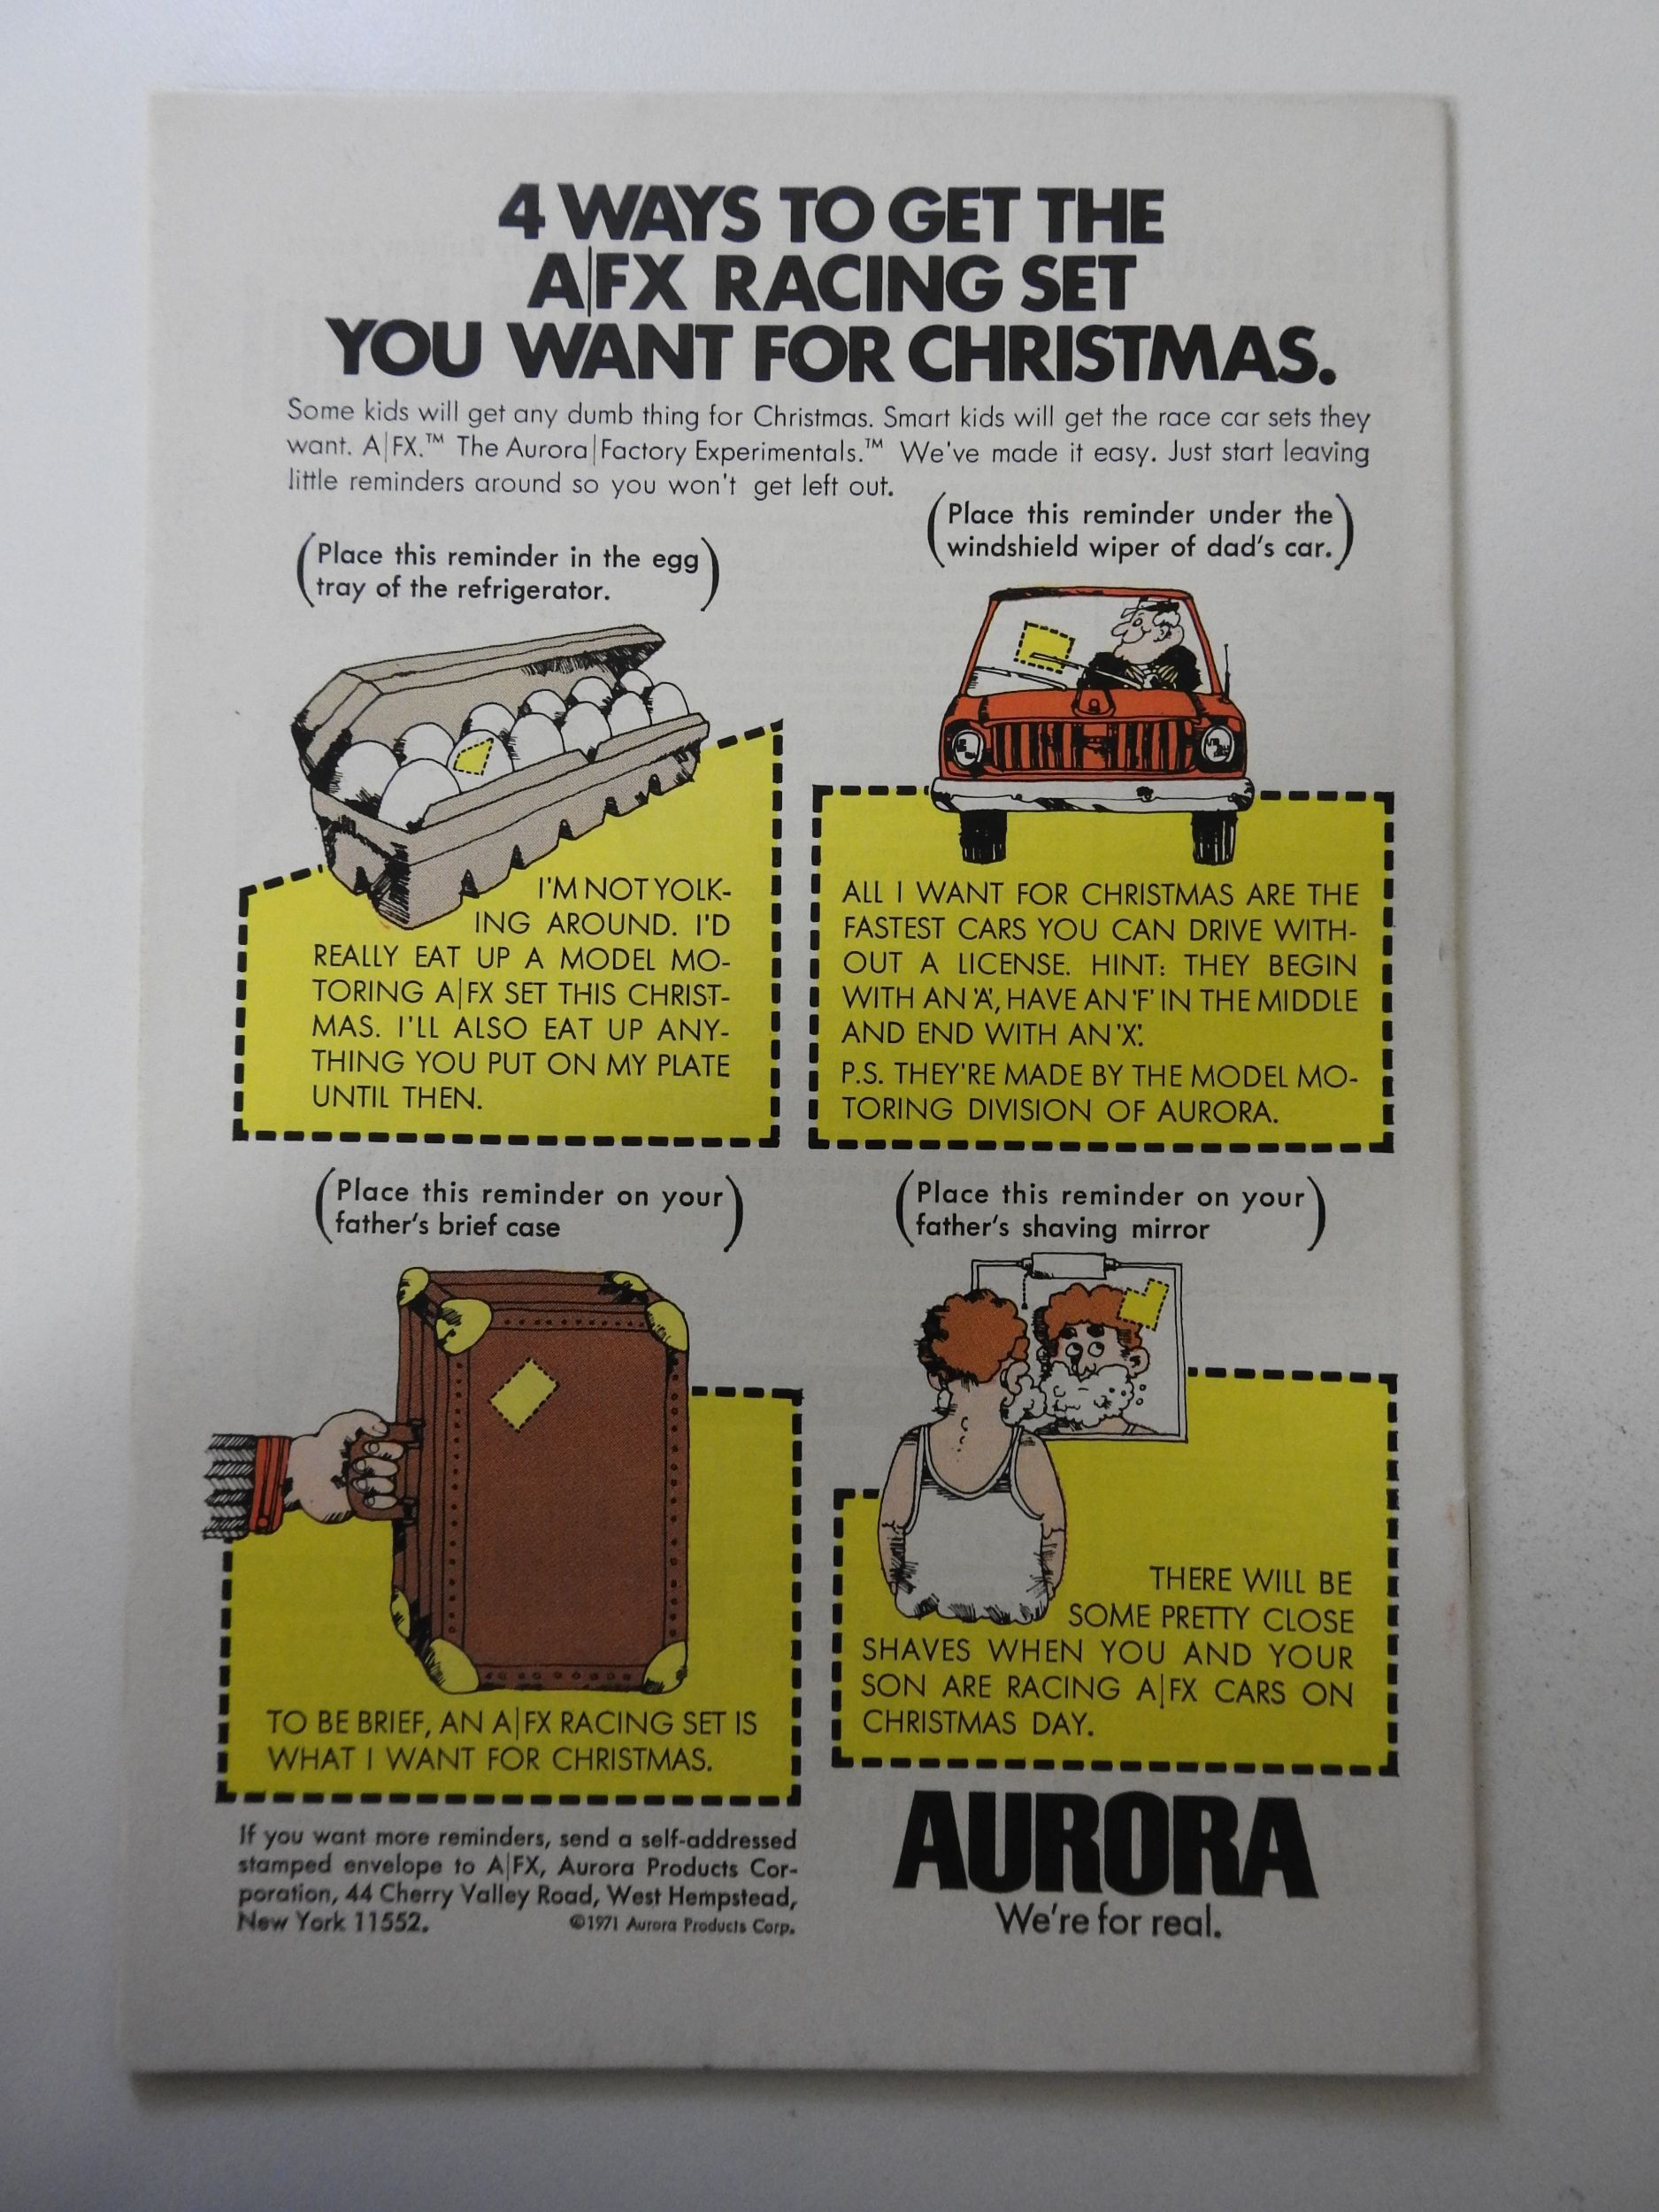 4 WAYS TO GET THE
A|FX RACING SET
YOU WANT FOR CHRISTMAS.
Some kids will get any dumb thing for Christmas. Smart kids will get the race car sets they
want. A|FX.™ The Aurora|Factory Experimentals.™ We've made it easy. Just start leaving
little reminders around so you won't get left out.
(Place this reminder in the egg
tray of the refrigerator.)
I'M NOT YOLK-
ING AROUND. I'D
REALLY EAT UP A MODEL MO-
TORING A|FX SET THIS CHRIST-
MAS. I'LL ALSO EAT UP ANY-
THING YOU PUT ON MY PLATE
UNTIL THEN.
(Place this reminder under the
windshield wiper of dad's car.)
ALL I WANT FOR CHRISTMAS ARE THE
FASTEST CARS YOU CAN DRIVE WITH-
OUT A LICENSE. HINT: THEY BEGIN
WITH AN 'A', HAVE AN 'F' IN THE MIDDLE
AND END WITH AN 'X'.
P.S. THEY'RE MADE BY THE MODEL MO-
TORING DIVISION OF AURORA.
(Place this reminder on your
father's brief case)
TO BE BRIEF, AN A|FX RACING SET IS
WHAT I WANT FOR CHRISTMAS.
(Place this reminder on your
father's shaving mirror)
THERE WILL BE
SOME PRETTY CLOSE
SHAVES WHEN YOU AND YOUR
SON ARE RACING A|FX CARS ON
CHRISTMAS DAY.
If you want more reminders, send a self-addressed
stamped envelope to A|FX, Aurora Products Cor-
poration, 44 Cherry Valley Road, West Hempstead,
New York 11552. ©1971 Aurora Products Corp.
AURORA
We're for real.